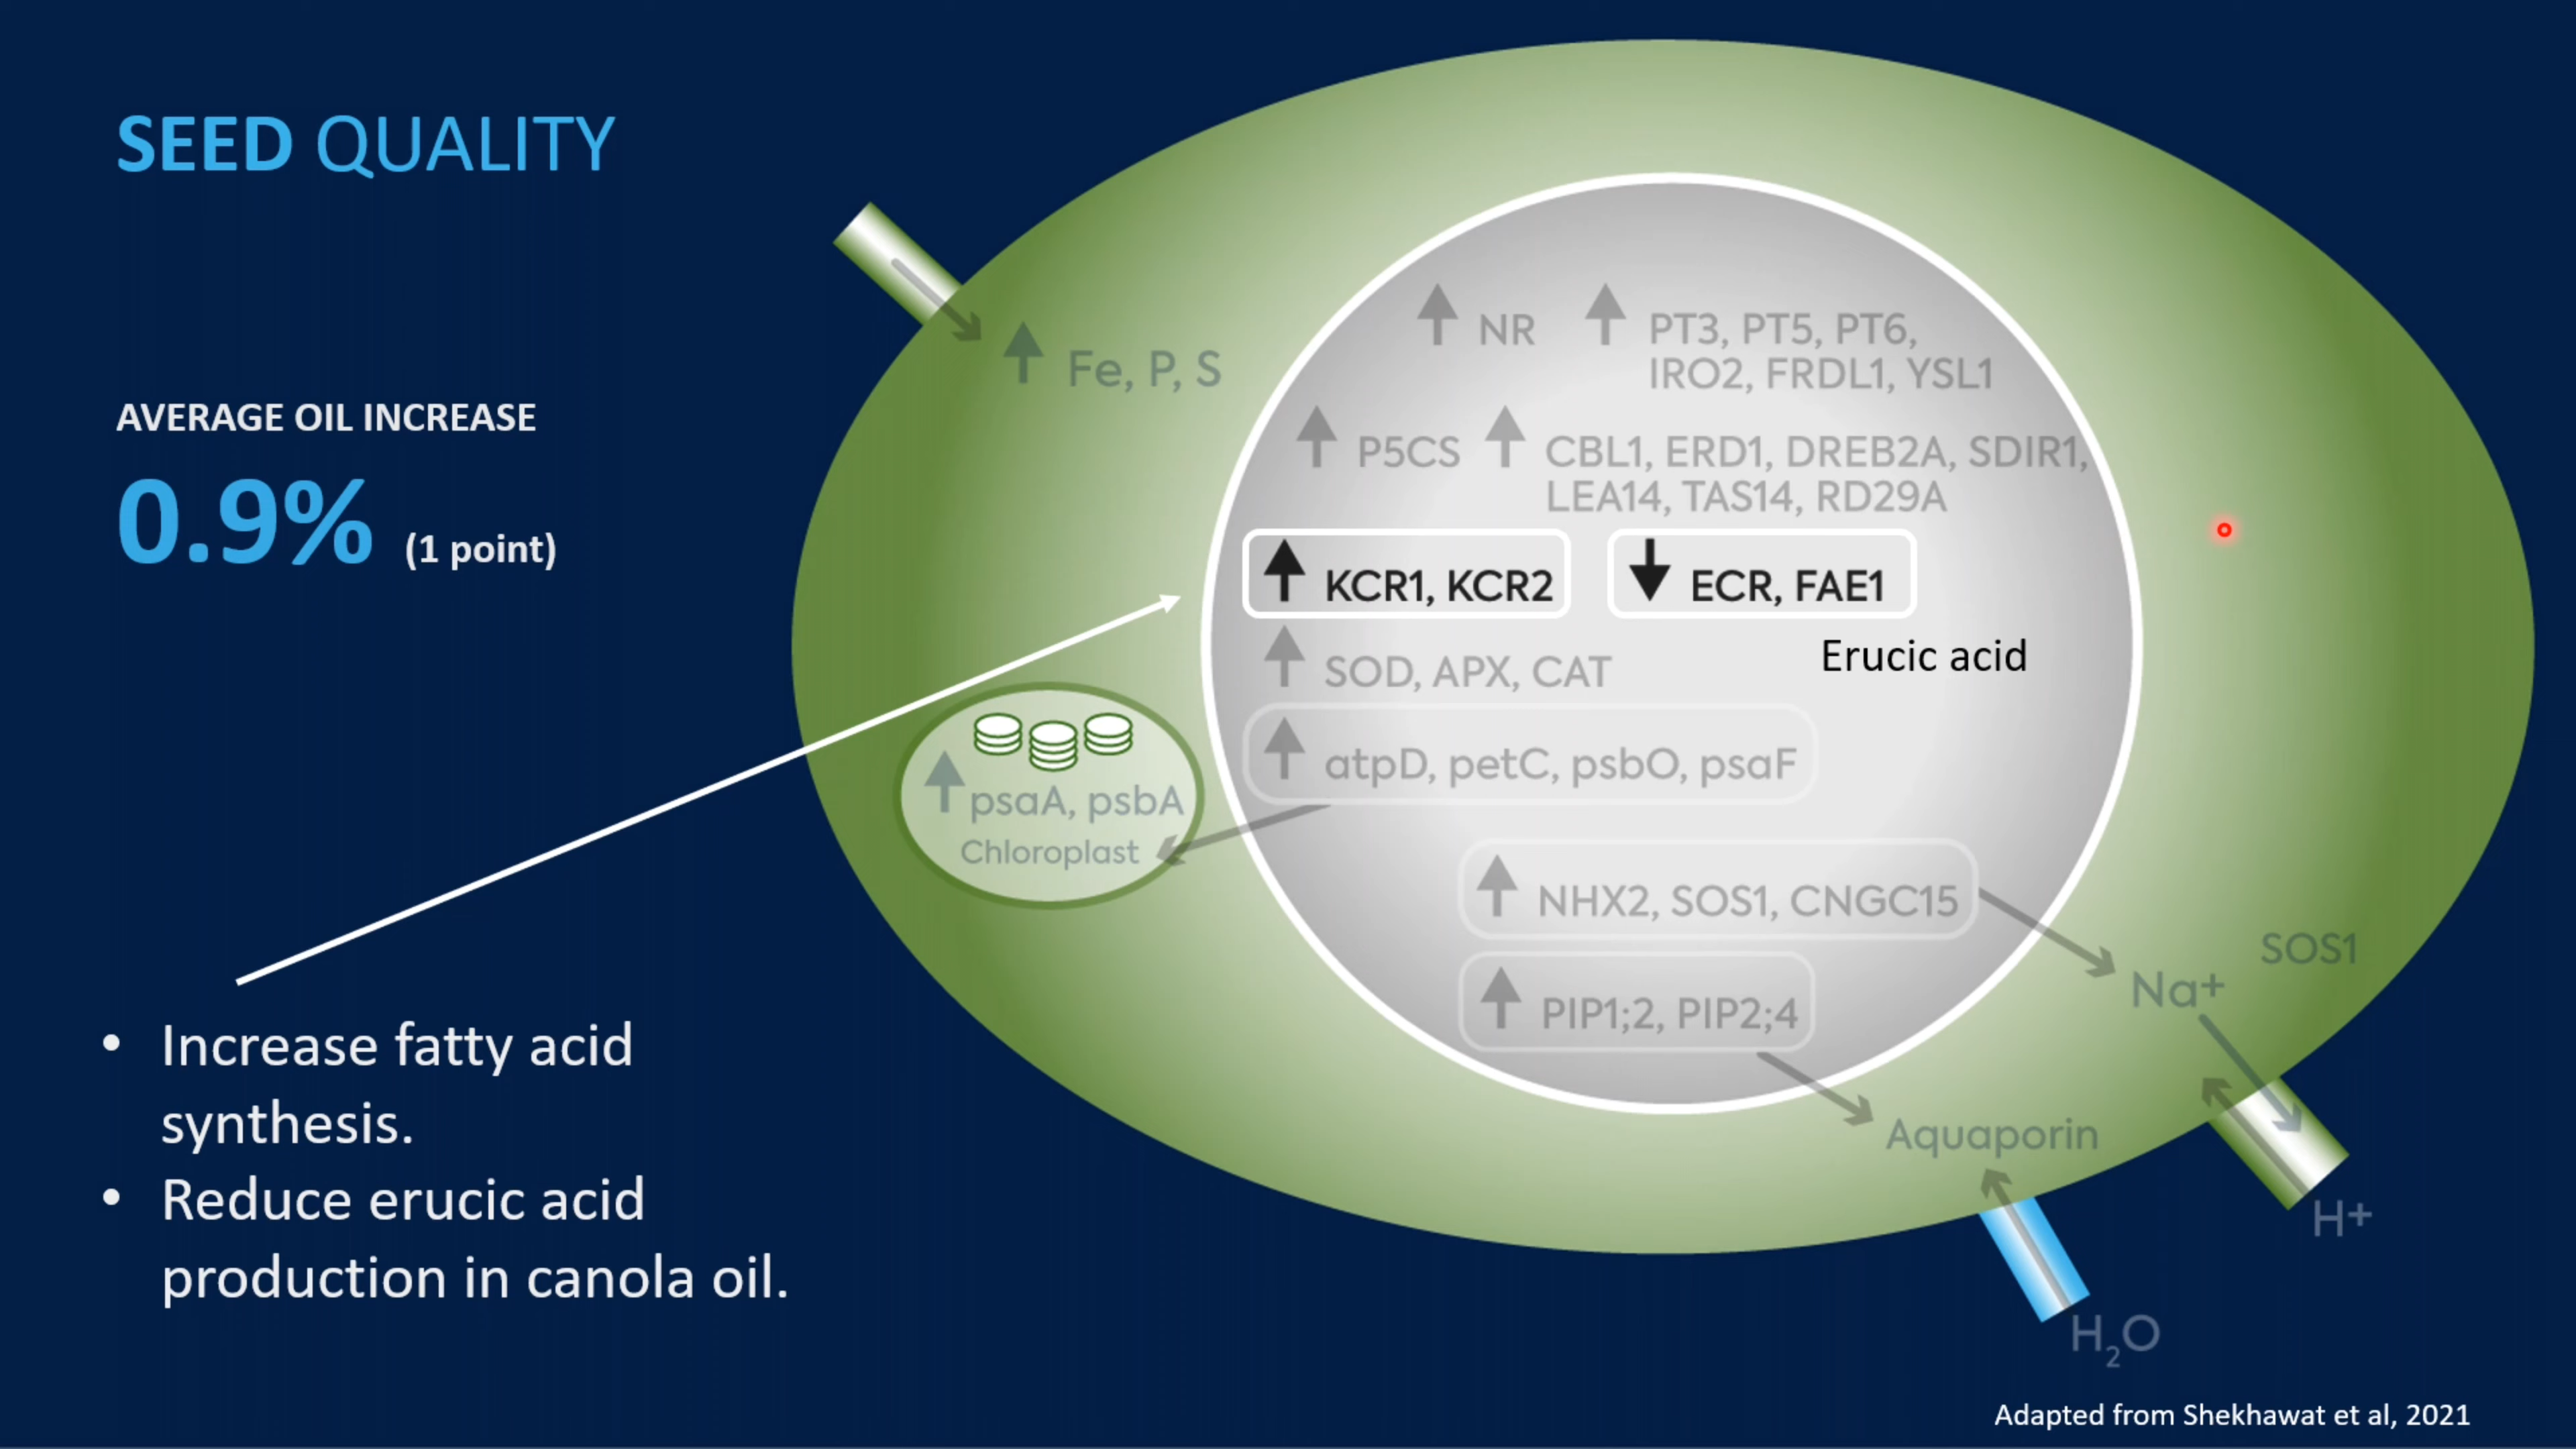 SEED QUALITY
AVERAGE OIL INCREASE
0.9% (1 point)
• Increase fatty acid
synthesis.
• Reduce erucic acid
production in canola oil.
Fe, P, S
NR
PT3, PT5, PT6,
IRO2, FRDL1, YSL1
P5CS
CBL1, ERD1, DREB2A, SDIR1,
LEA14, TAS14, RD29A
KCR1, KCR2
ECR, FAE1
Erucic acid
SOD, APX, CAT
atpD, petC, psbO, psaF
psaA, psbA
Chloroplast
NHX2, SOS1, CNGC15
SOS1
Na+
PIP1;2, PIP2;4
Aquaporin
H+
H2O
Adapted from Shekhawat et al, 2021